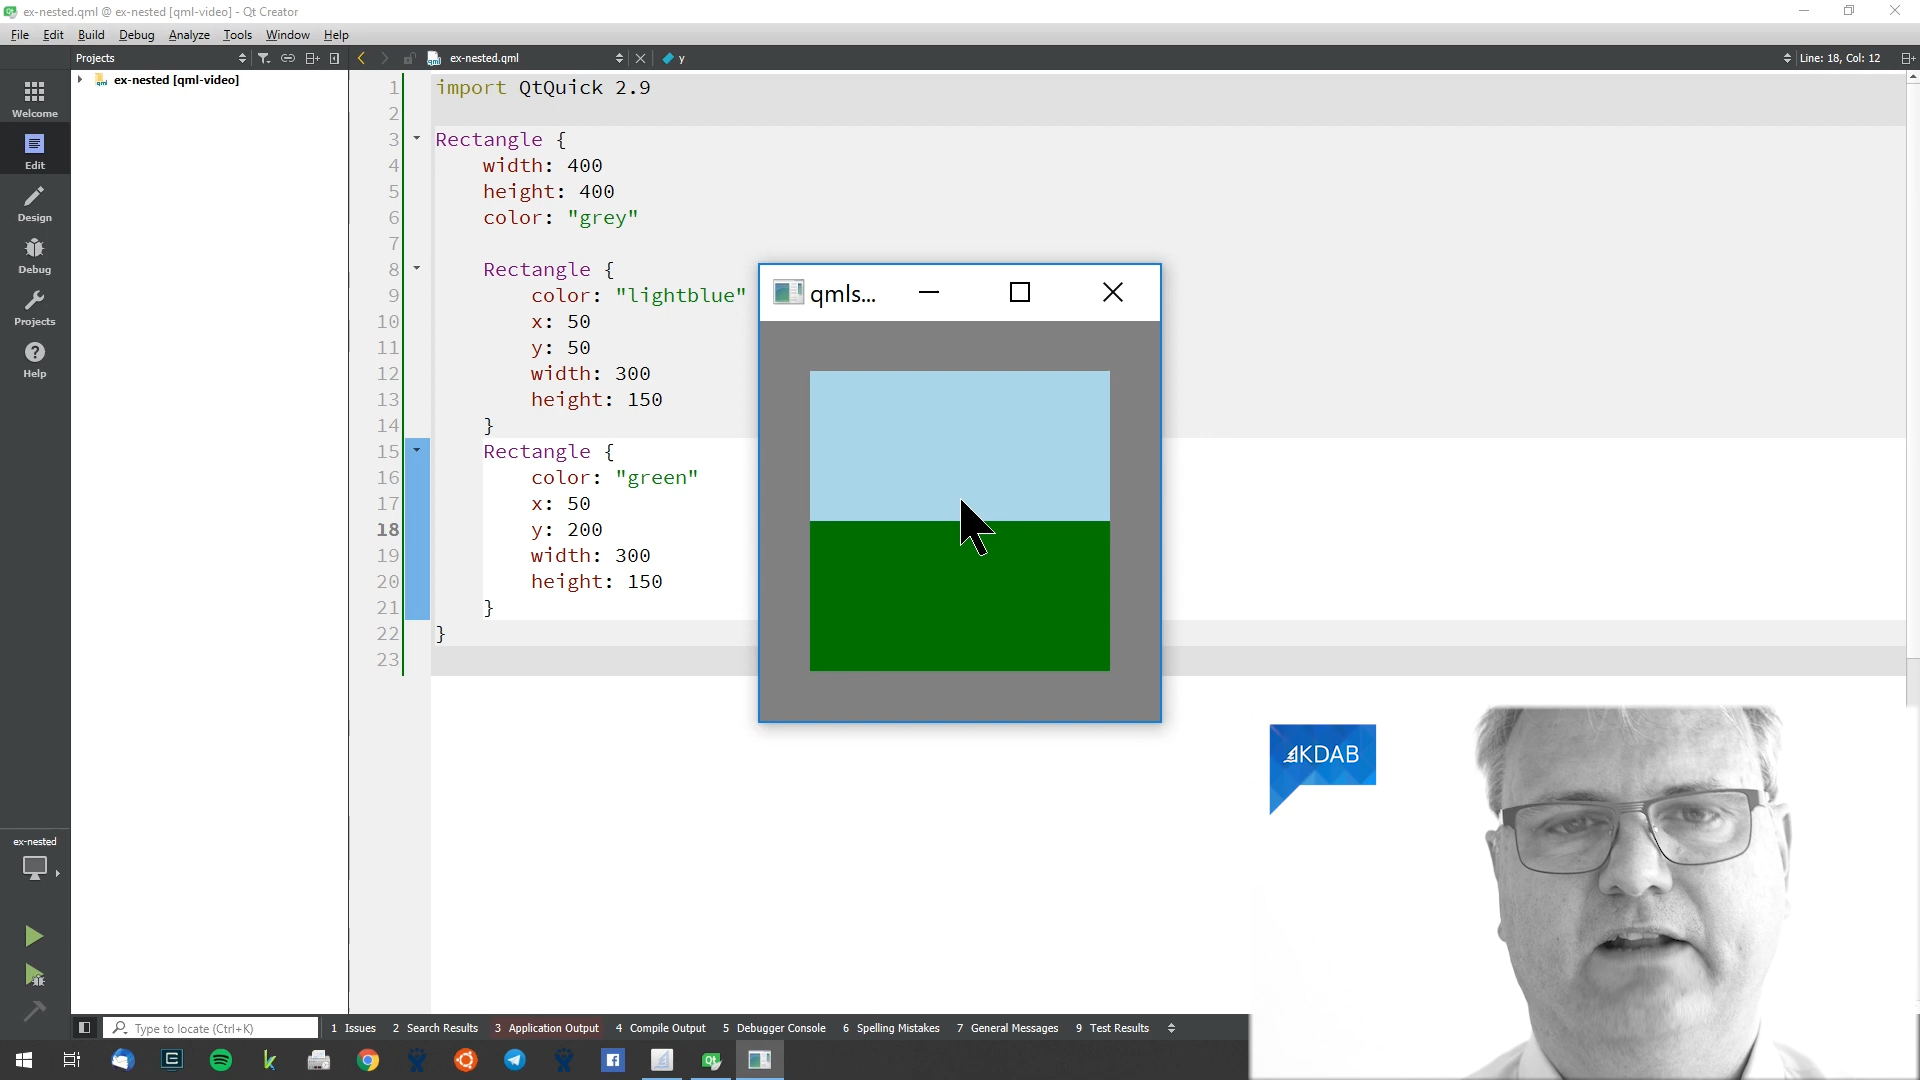 ex-nested.qml @ ex-nested [qml-video] - Qt Creator
File Edit Build Debug Analyze Tools Window Help
Projects
ex-nested.qml
y
Line: 18, Col: 12
ex-nested [qml-video]
Welcome
Edit
Design
Debug
Projects
Help
1 import QtQuick 2.9
2
3 Rectangle {
4 width: 400
5 height: 400
6 color: "grey"
7
8 Rectangle {
9 color: "lightblue"
10 x: 50
11 y: 50
12 width: 300
13 height: 150
14 }
15 Rectangle {
16 color: "green"
17 x: 50
18 y: 200
19 width: 300
20 height: 150
21 }
22 }
23
qmls...
KDAB
ex-nested
Type to locate (Ctrl+K)
1 Issues 2 Search Results 3 Application Output 4 Compile Output 5 Debugger Console 6 Spelling Mistakes 7 General Messages 9 Test Results